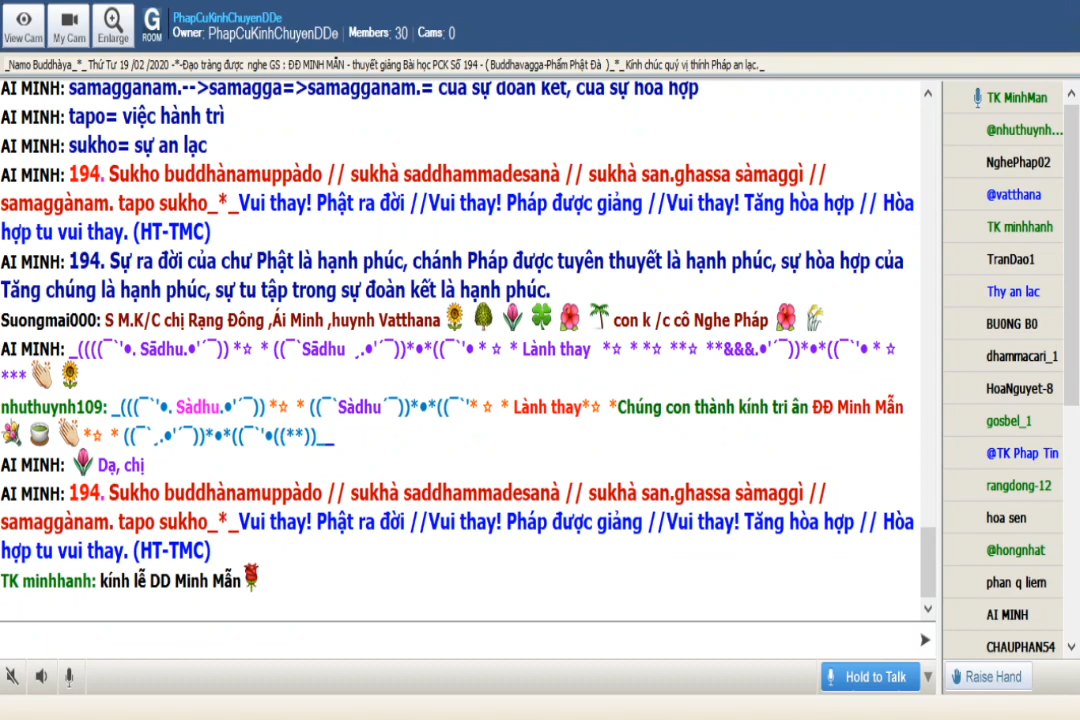 View Cam
My Cam
Enlarge
G
ROOM
PhapCuKinhChuyenDDe
Owner: PhapCuKinhChuyenDDe | Members: 30 | Cams: 0
_Namo Buddhàya_*_ Thứ Tư 19 /02 /2020 -*-Đạo tràng được nghe GS : ĐĐ MINH MẪN - thuyết giảng Bài học PCK Số 194 - ( Buddhavagga-Phẩm Phật Đà )_*_ Kính chúc quý vị thính Pháp an lạc._
AI MINH: samaggànam.-->samagga=>samaggànam.= của sự đoàn kết, của sự hòa hợp
AI MINH: tapo= việc hành trì
AI MINH: sukho= sự an lạc
AI MINH: 194. Sukho buddhànamuppàdo // sukhà saddhammadesanà // sukhà san.ghassa sàmaggì //
samaggànam. tapo sukho_*_Vui thay! Phật ra đời //Vui thay! Pháp được giảng //Vui thay! Tăng hòa hợp // Hòa
hợp tu vui thay. (HT-TMC)
AI MINH: 194. Sự ra đời của chư Phật là hạnh phúc, chánh Pháp được tuyên thuyết là hạnh phúc, sự hòa hợp của
Tăng chúng là hạnh phúc, sự tu tập trong sự đoàn kết là hạnh phúc.
Suongmai000: S M.K/C chị Rạng Đông ,Ái Minh ,huynh Vatthana con k /c cô Nghe Pháp
AI MINH: _((((¯`'•. Sādhu.•'´¯)) *☆ * ((¯`Sādhu ¸.•'´¯))*•*((¯`'• * ☆ * Lành thay *☆ * *☆ **☆ **&&&.•'´¯))*•*((¯`'• * ☆
***
nhuthuynh109: _(((¯`'•. Sàdhu.•'´¯)) *☆ * ((¯`Sàdhu´¯))*•*((¯`'* ☆ * Lành thay*☆ *Chúng con thành kính tri ân ĐĐ Minh Mẫn
*☆ * ((¯`¸.•'´¯))*•*((¯`'•((**))__
AI MINH: Dạ, chị
AI MINH: 194. Sukho buddhànamuppàdo // sukhà saddhammadesanà // sukhà san.ghassa sàmaggì //
samaggànam. tapo sukho_*_Vui thay! Phật ra đời //Vui thay! Pháp được giảng //Vui thay! Tăng hòa hợp // Hòa
hợp tu vui thay. (HT-TMC)
TK minhhanh: kính lễ DD Minh Mẫn
TK MinhMan
@nhuthuynh...
NghePhap02
@vatthana
TK minhhanh
TranDao1
Thy an lac
BUONG BO
dhammacari_1
HoaNguyet-8
gosbel_1
@TK Phap Tin
rangdong-12
hoa sen
@hongnhat
phan q liem
AI MINH
CHAUPHAN54
Hold to Talk
Raise Hand